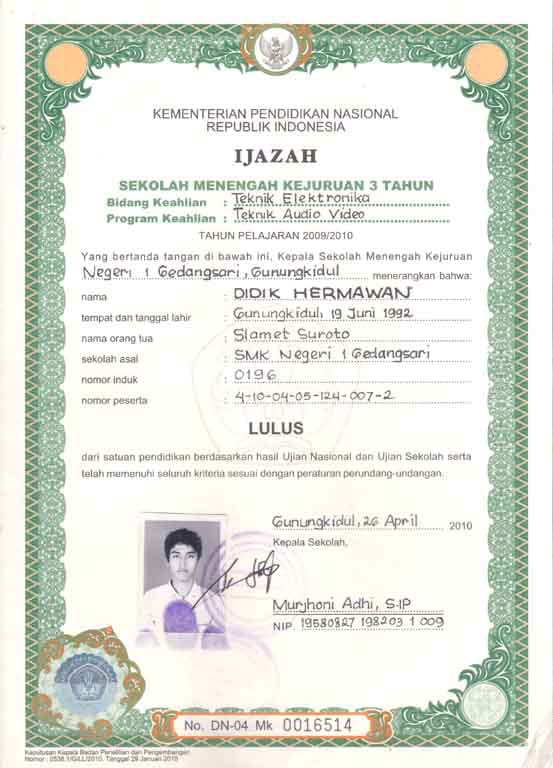 KEMENTERIAN PENDIDIKAN NASIONAL
REPUBLIK INDONESIA
IJAZAH
SEKOLAH MENENGAH KEJURUAN 3 TAHUN
Bidang Keahlian : Teknik Elektronika
Program Keahlian : Teknik Audio Video
TAHUN PELAJARAN 2009/2010
Yang bertanda tangan di bawah ini, Kepala Sekolah Menengah Kejuruan
Negeri 1 Gedangsari, Gunungkidul menerangkan bahwa:
nama : DIDIK HERMAWAN
tempat dan tanggal lahir : Gunungkidul, 19 Juni 1992
nama orang tua : Slamet Suroto
sekolah asal : SMK Negeri 1 Gedangsari
nomor induk : 0196
nomor peserta : 4-10-04-05-124-007-2
LULUS
dari satuan pendidikan berdasarkan hasil Ujian Nasional dan Ujian Sekolah serta
telah memenuhi seluruh kriteria sesuai dengan peraturan perundang-undangan.
Gunungkidul, 26 April 2010
Kepala Sekolah,
Murjhoni Adhi, S.IP
NIP. 19580827 198203 1 009
No. DN-04 Mk 0016514
Keputusan Kepala Badan Penelitian dan Pengembangan
Nomor : 0538.1/G/LL/2010, Tanggal 29 Januari 2010